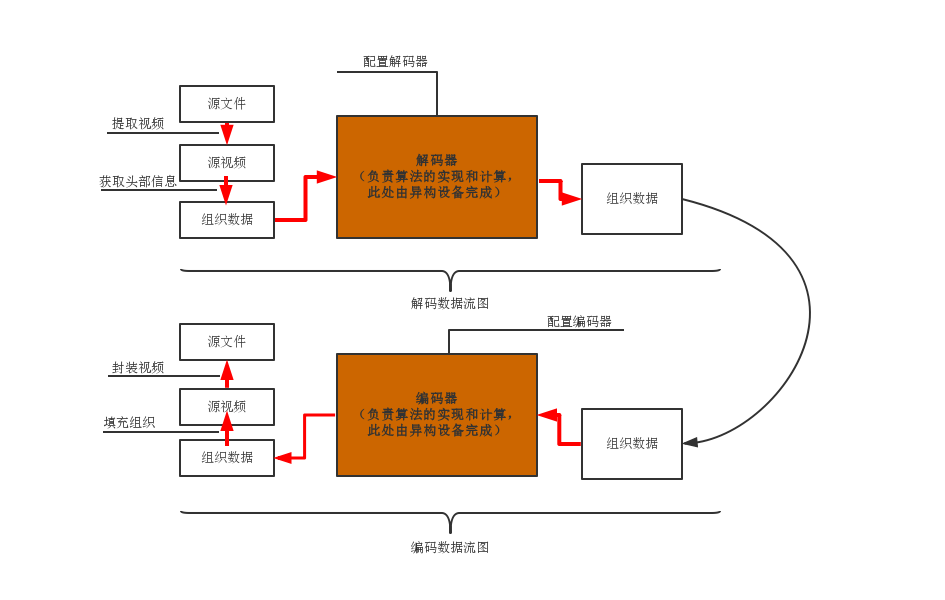 配置解码器
源文件
提取视频
源视频
获取头部信息
组织数据
解码器
（负责算法的实现和计算，
此处由异构设备完成）
组织数据
解码数据流图
配置编码器
源文件
封装视频
源视频
填充组织
组织数据
编码器
（负责算法的实现和计算，
此处由异构设备完成）
组织数据
编码数据流图